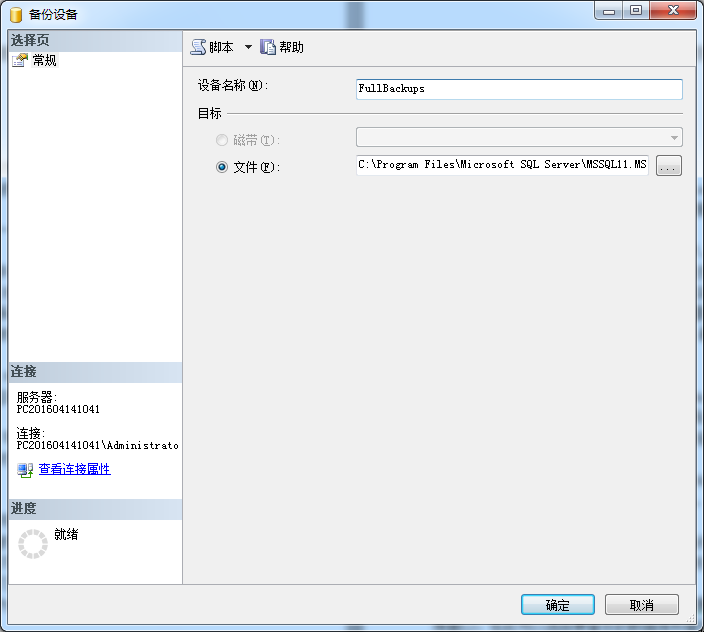 备份设备
选择页
常规
脚本 帮助
设备名称(N):
FullBackups
目标
磁带(T):
文件(F):
C:\Program Files\Microsoft SQL Server\MSSQL11.MS
...
连接
服务器:
PC201604141041
连接:
PC201604141041\Administrato
查看连接属性
进度
就绪
确定
取消